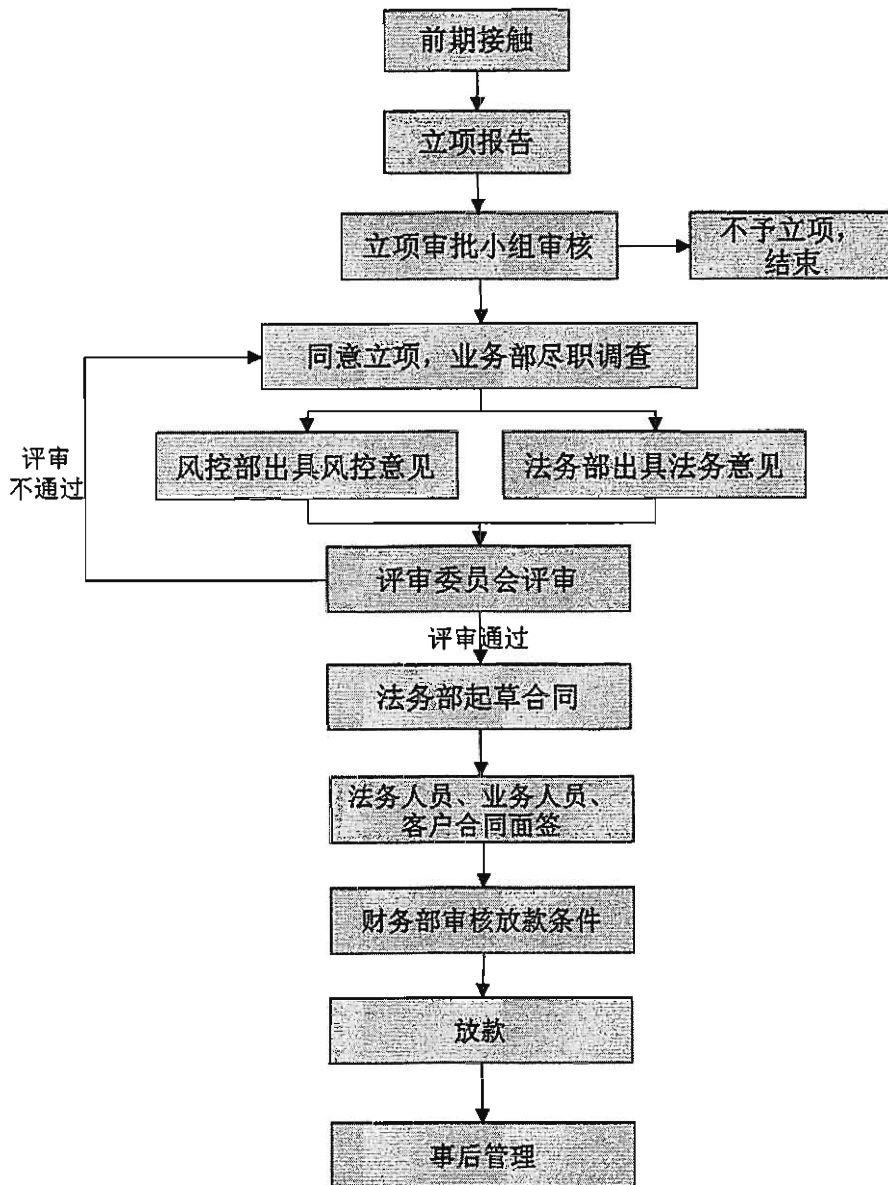 前期接触
立项报告
立项审批小组审核
不予立项，
结束
同意立项，业务部尽职调查
评审
不通过
风控部出具风控意见
法务部出具法务意见
评审委员会评审
评审通过
法务部起草合同
法务人员、业务人员、
客户合同面签
财务部审核放款条件
放款
事后管理